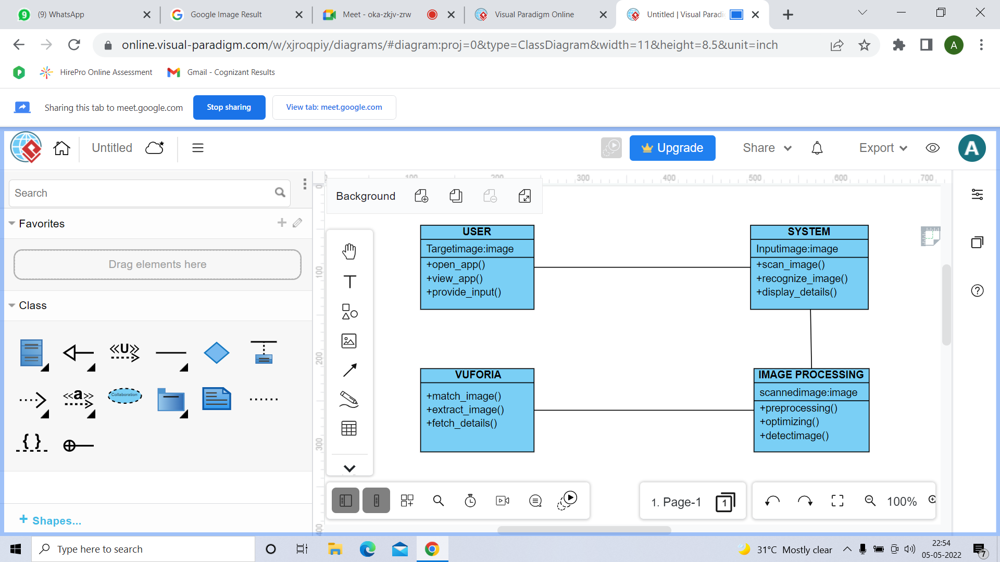 (9) WhatsApp
Google Image Result
Meet - oka-zkjv-zrw
Visual Paradigm Online
Untitled | Visual Paradi
online.visual-paradigm.com/w/xjroqpiy/diagrams/#diagram:proj=0&type=ClassDiagram&width=11&height=8.5&unit=inch
A
HirePro Online Assessment
Gmail - Cognizant Results
Sharing this tab to meet.google.com
Stop sharing
View tab: meet.google.com
Untitled
Upgrade
Share
Export
A
Search
Favorites
Drag elements here
Class
<<U>>
<<a>>
Collaboration
{ }
+ Shapes...
100 200 300 400 500 600 700
0
100
200
300
400
Background
T
USER
Targetimage:image
+open_app()
+view_app()
+provide_input()
SYSTEM
Inputimage:image
+scan_image()
+recognize_image()
+display_details()
VUFORIA
+match_image()
+extract_image()
+fetch_details()
IMAGE PROCESSING
scannedimage:image
+preprocessing()
+optimizing()
+detectimage()
1. Page-1
1
100%
Type here to search
31°C Mostly clear
22:54
05-05-2022
7